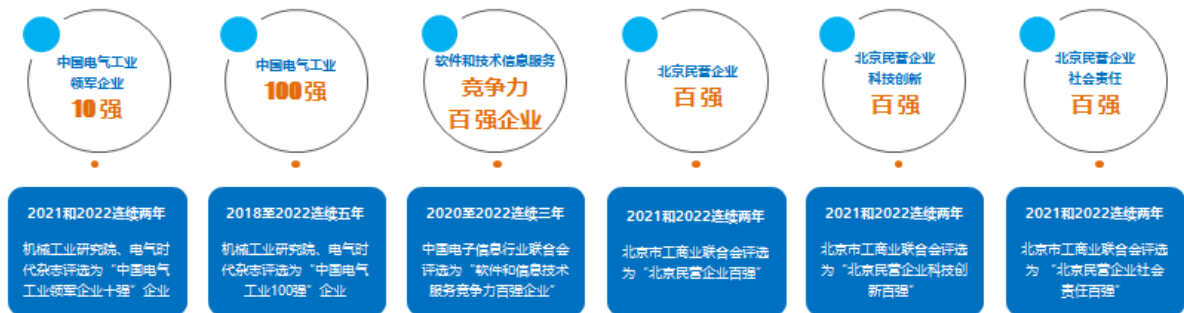 中国电气工业
领军企业
10强
中国电气工业
100强
软件和技术信息服务
竞争力
百强企业
北京民营企业
百强
北京民营企业
科技创新
百强
北京民营企业
社会责任
百强
2021和2022连续两年
机械工业研究院、电气时
代杂志评选为“中国电气
工业领军企业十强”企业
2018至2022连续五年
机械工业研究院、电气时
代杂志评选为“中国电气
工业100强”企业
2020至2022连续三年
中国电子信息行业联合会
评选为“软件和信息技术
服务竞争力百强企业”
2021和2022连续两年
北京市工商业联合会评选
为“北京民营企业百强”
2021和2022连续两年
北京市工商业联合会评选
为“北京民营企业科技创
新百强”
2021和2022连续两年
北京市工商业联合会评选
为 “北京民营企业社会
责任百强”